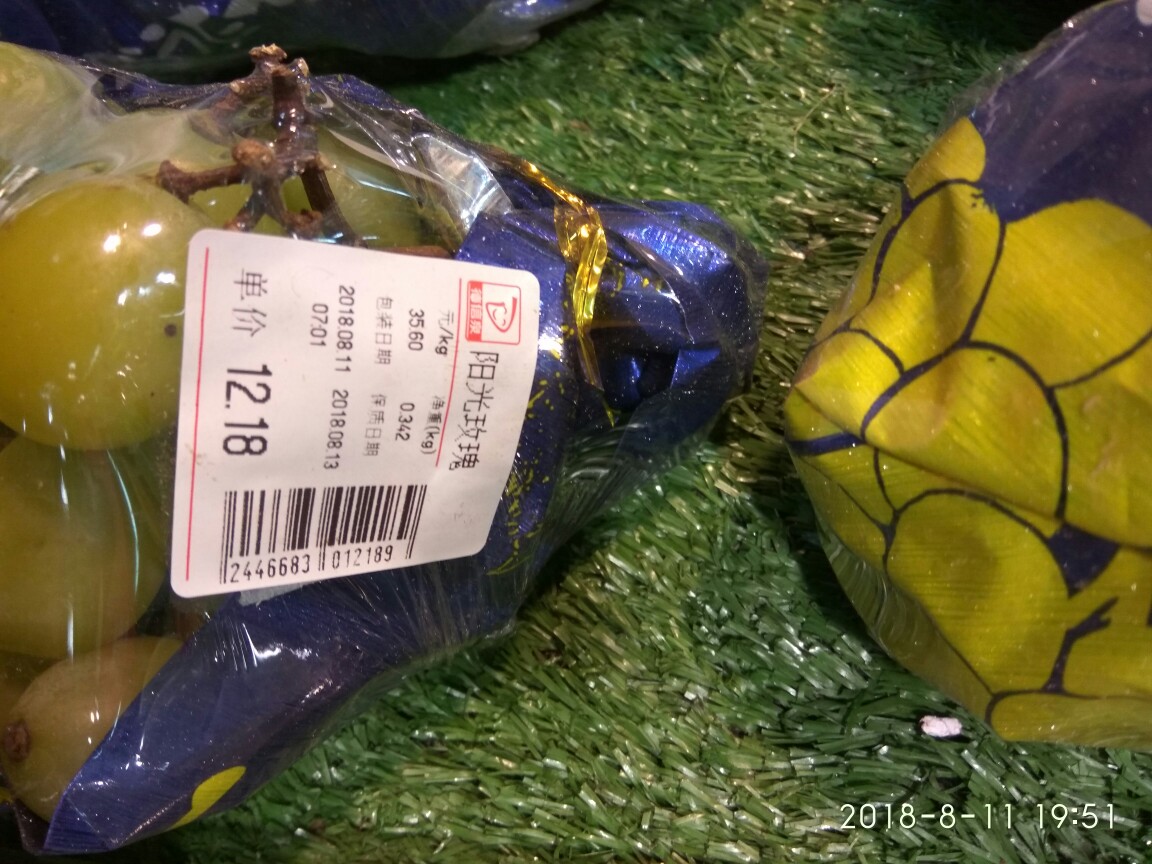 阳光玫瑰
元/kg 净重(kg)
35.60 0.342
包装日期 保质日期
2018.08.11 2018.08.13
07:01
单价 12.18
2446683 012189
2018-8-11 19:51